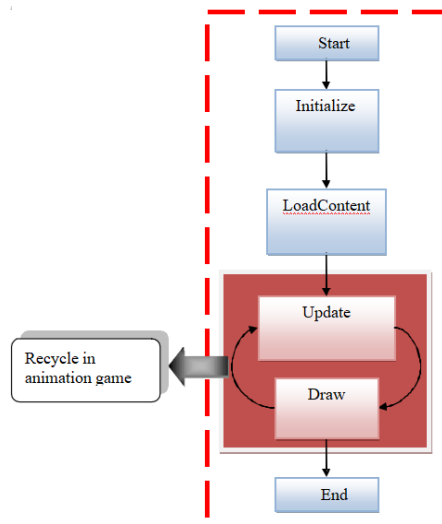 Start
Initialize
LoadContent
Update
Recycle in
animation game
Draw
End